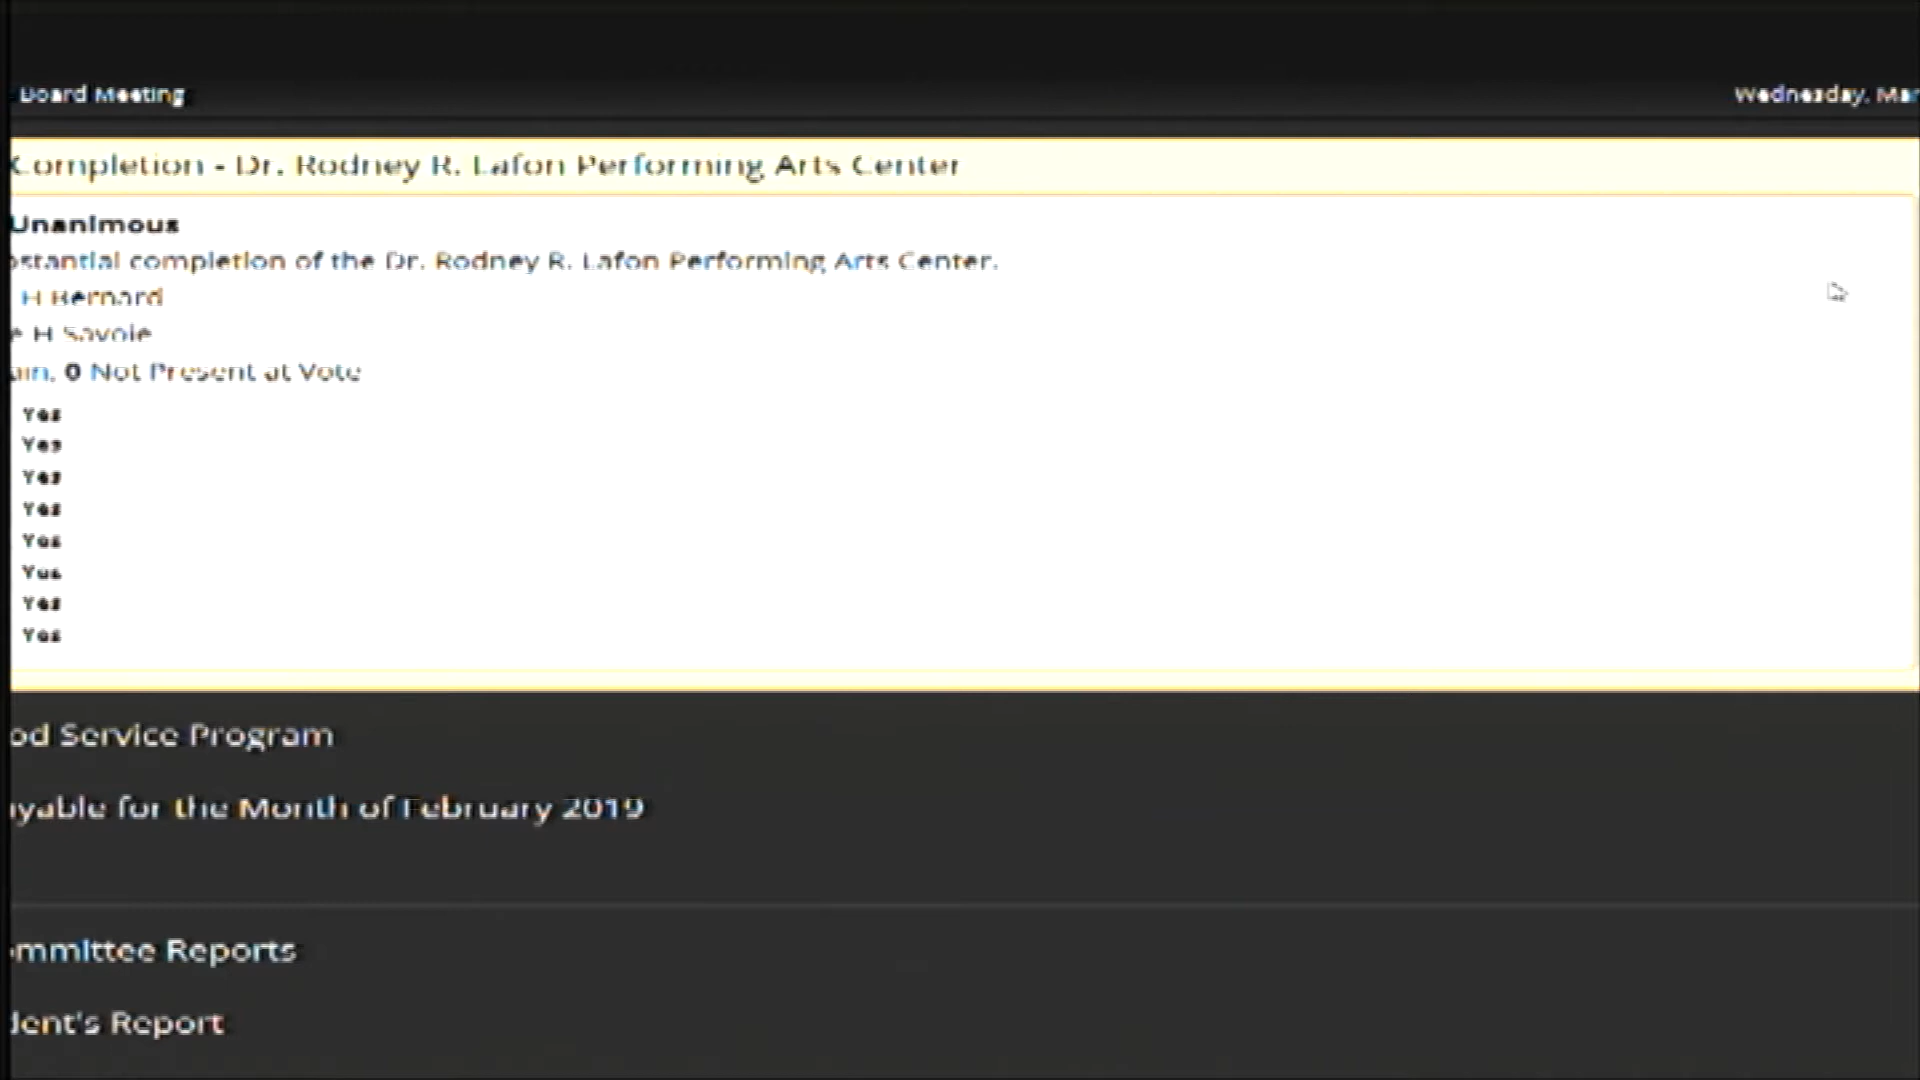 Board Meeting
Wednesday, Mar
Completion - Dr. Rodney R. Lafon Performing Arts Center
Unanimous
bstantial completion of the Dr. Rodney R. Lafon Performing Arts Center.
H Bernard
e H Savoie
ain, 0 Not Present at Vote
Yes
Yes
Yes
Yes
Yes
Yes
Yes
Yes
od Service Program
yable for the Month of February 2019
mmittee Reports
dent's Report